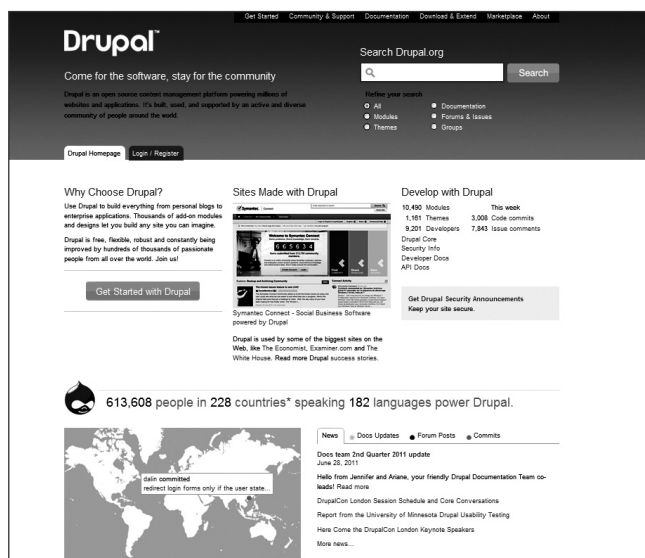 Get Started Community & Support Documentation Download & Extend Marketplace About
Drupal™
Come for the software, stay for the community
Drupal is an open source content management platform powering millions of
websites and applications. It's built, used, and supported by an active and diverse
community of people around the world.
Search Drupal.org
Search
Refine your search
All
Modules
Themes
Documentation
Forums & Issues
Groups
Drupal Homepage
Login / Register
Why Choose Drupal?
Use Drupal to build everything from personal blogs to
enterprise applications. Thousands of add-on modules
and designs let you build any site you can imagine.
Drupal is free, flexible, robust and constantly being
improved by hundreds of thousands of passionate
people from all over the world. Join us!
Get Started with Drupal
Sites Made with Drupal
Symantec. Connect
Welcome to Symantec Connect
665634
Symantec Connect - Social Business Software
powered by Drupal
Drupal is used by some of the biggest sites on the
Web, like The Economist, Examiner.com and The
White House. Read more Drupal success stories.
Develop with Drupal
10,490 Modules
1,161 Themes
9,201 Developers
Drupal Core
Security Info
Developer Docs
API Docs
This week
3,008 Code commits
7,843 Issue comments
Get Drupal Security Announcements
Keep your site secure.
613,608 people in 228 countries* speaking 182 languages power Drupal.
dalin committed
redirect login forms only if the user state...
News
Docs Updates
Forum Posts
Commits
Docs team 2nd Quarter 2011 update
June 28, 2011
Hello from Jennifer and Ariane, your friendly Drupal Documentation Team co-
leads! Read more
DrupalCon London Session Schedule and Core Conversations
Report from the University of Minnesota Drupal Usability Testing
Here Come the DrupalCon London Keynote Speakers
More news...